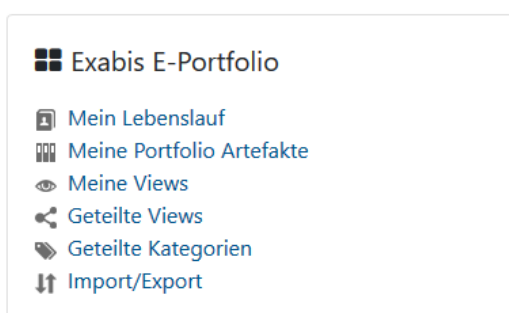 Exabis E-Portfolio
Mein Lebenslauf
Meine Portfolio Artefakte
Meine Views
Geteilte Views
Geteilte Kategorien
Import/Export